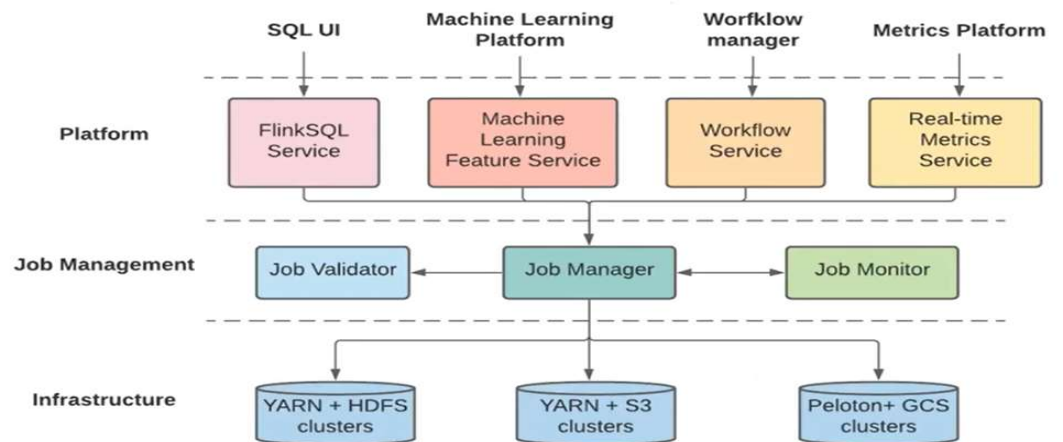 SQL UI
Machine Learning
Platform
Worfklow
manager
Metrics Platform
Platform
FlinkSQL
Service
Machine
Learning
Feature Service
Workflow
Service
Real-time
Metrics
Service
Job Management
Job Validator
Job Manager
Job Monitor
Infrastructure
YARN + HDFS
clusters
YARN + S3
clusters
Peloton+ GCS
clusters